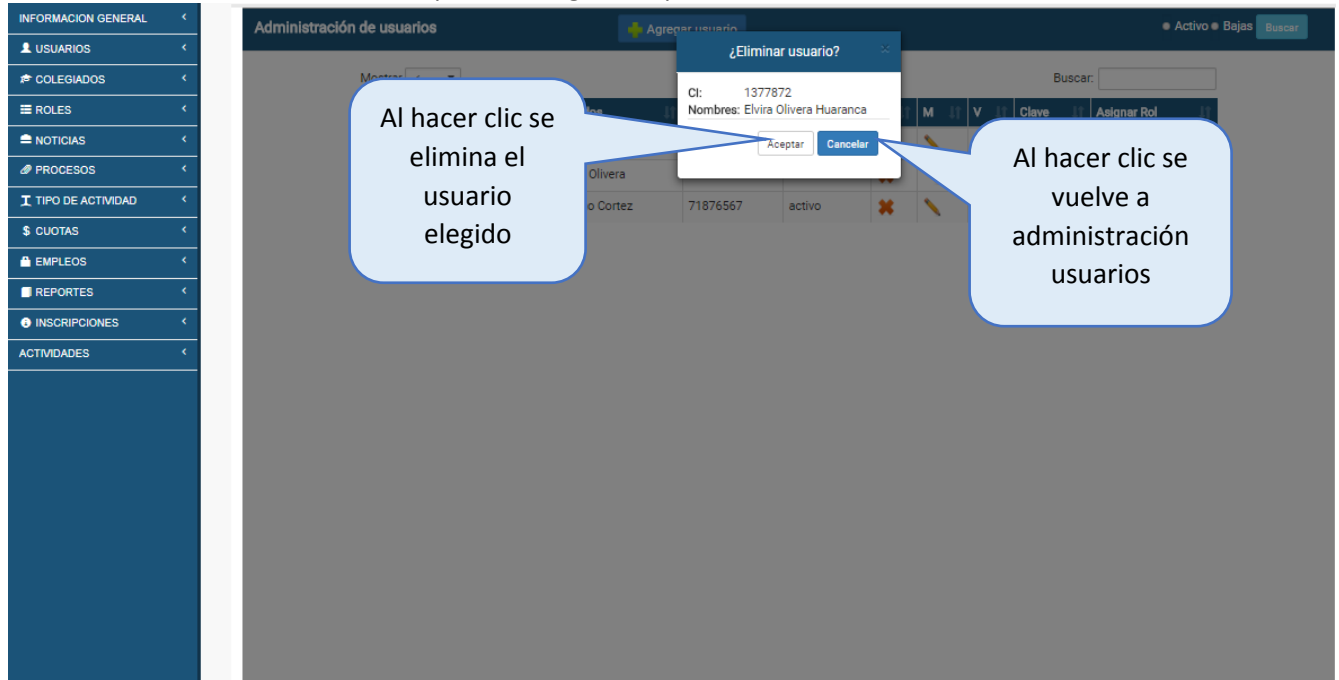 INFORMACION GENERAL
USUARIOS
COLEGIADOS
ROLES
NOTICIAS
PROCESOS
TIPO DE ACTIVIDAD
$ CUOTAS
EMPLEOS
REPORTES
INSCRIPCIONES
ACTIVIDADES
Administración de usuarios
Agregar usuario
Activo Bajas Buscar
Buscar:
M V Clave Asignar Rol
Olivera
Cortez 71876567 activo
¿Eliminar usuario? ×
CI: 1377872
Nombres: Elvira Olivera Huaranca
Aceptar Cancelar
Al hacer clic se
elimina el
usuario
elegido
Al hacer clic se
vuelve a
administración
usuarios